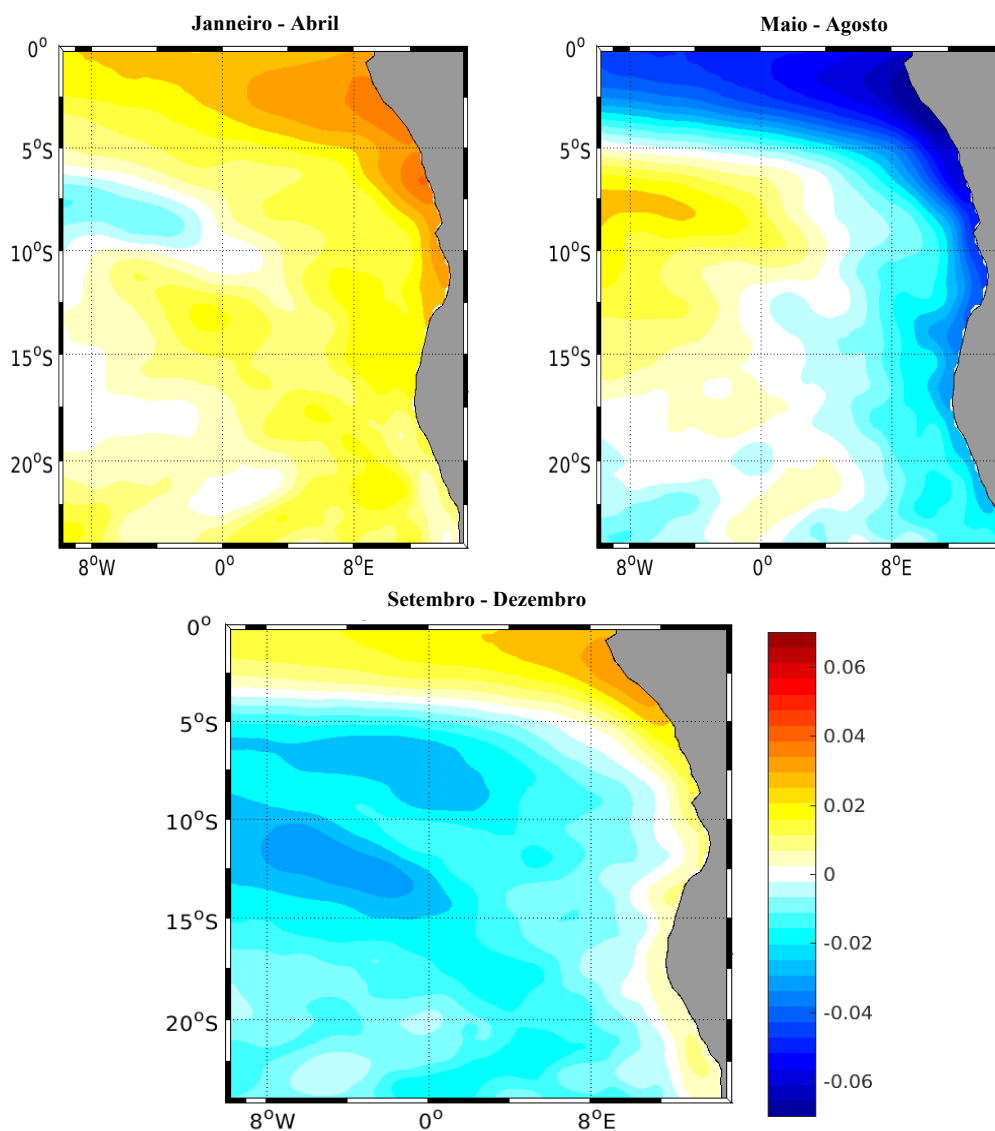 Janneiro - Abril
Maio - Agosto
0°
5°S
10°S
15°S
20°S
8°W 0° 8°E
0°
5°S
10°S
15°S
20°S
8°W 0° 8°E
Setembro - Dezembro
0°
5°S
10°S
15°S
20°S
8°W 0° 8°E
0.06
0.04
0.02
0
-0.02
-0.04
-0.06